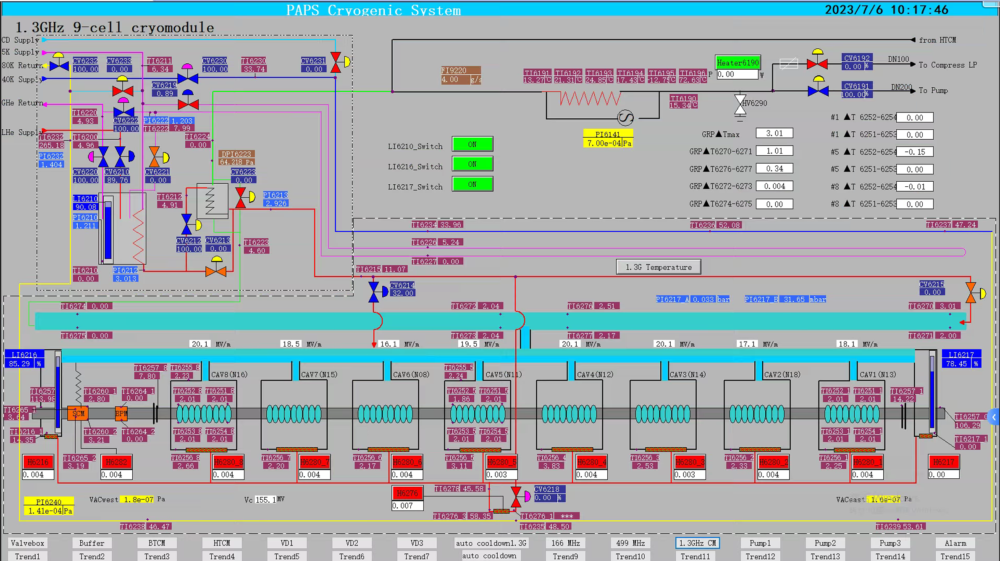 PAPS Cryogenic System
2023/7/6 10:17:46
1.3GHz 9-cell cryomodule
CD Supply
from HTCM
5K Supply
80K Return
40K Supply
GHe Return
LHe Supply
CV6232 100.00
CV6233 0.00
TI6211 6.34
CV6230 100.00
TI6230 33.74
CV6231 0.00
CV6219 0.89
TI6220 4.93
CV6222 100.00
PI6222 1.203
TI6222 7.99
TI6232 265.18
TI6200 4.96
TI6224 0.00
PI6232 1.404
DPI6223 64.218 Pa
CV6220 100.00
CV6210 89.76
CV6221 0.00
CV6223 0.00
LI6210 90.08
PI6210 1.211
TI6212 4.91
PI6213 2.926
CV6212 100.00
CV6213 0.00
TI6223 4.60
TI6210 0.00
PI6212 3.013
FI9220 4.00 g/s
TI6191 13.27℃
TI6192 21.31℃
TI6193 24.85℃
TI6194 17.43℃
TI6195 -12.75℃
TI6196 72.63℃
Heater6190
P 0.00 W
CV6192 0.00 %
DN100
To Compress LP
CV6191 100.00%
DN200
To Pump
TI6190 15.34℃
HV6290
S
PI6141 7.00e-04 Pa
LI6210_Switch ON
LI6216_Switch ON
LI6217_Switch ON
GRP▲Tmax 3.01
GRP▲T6270-6271 1.01
GRP▲T6276-6277 0.34
GRP▲T6272-6273 0.004
GRP▲T6274-6275 0.00
#1 ▲T 6252-6254 0.00
#1 ▲T 6251-6253 0.00
#5 ▲T 6252-6254 -0.15
#5 ▲T 6251-6253 0.00
#8 ▲T 6252-6254 -0.01
#8 ▲T 6251-6253 0.00
TI6234 33.96
TI6236 52.08
TI6237 47.24
TI6226 5.24
TI6227 0.00
TI6215 11.07
1.3G Temperature
CV6214 32.00
CV6215 0.00
PI6217_A 0.033 bar
PI6217_B 31.65 mbar
TI6274 0.00
TI6272 2.04
TI6276 2.51
TI6270 3.01
TI6275 0.00
TI6273 2.04
TI6277 2.17
TI6271 2.00
20.1 MV/m
18.5 MV/m
16.1 MV/m
19.5 MV/m
20.1 MV/m
20.1 MV/m
17.1 MV/m
18.1 MV/m
LI6216 85.29 %
LI6217 78.45 %
TI6257_8 7.80
TI6255_8 2.23
CAV8(N16)
CAV7(N15)
CAV6(N08)
TI6255_5 2.24
CAV5(N11)
CAV4(N12)
CAV3(N14)
CAV2(N18)
CAV1(N13)
TI6257 113.98
TI6260_1 2.80
TI6264_1 0.00
TI6252_8 2.01
TI6251_8 2.01
TI6252_5 1.86
TI6251_5 2.01
TI6252_1 2.01
TI6251_1 2.01
TI6257_1 14.22
TI6265_1 3.64
SCM
BPM
TI6257_0 106.29
TI6216_1 14.35
TI6260_2 3.21
TI6264_2 0.00
TI6253_8 2.01
TI6254_8 2.01
TI6253_5 2.01
TI6254_5 2.01
TI6253_1 2.01
TI6254_1 2.01
TI6217_1 0.00
H6216 0.004
TI6265_2 3.19
H6282 0.004
TI6256_8 2.66
H6280_8 0.004
TI6256_7 2.20
H6280_7 0.004
TI6256_6 2.17
H6280_6 0.004
TI6256_5 3.11
H6280_5 0.003
TI6256_4 3.83
H6280_4 0.004
TI6256_3 2.53
H6280_3 0.003
TI6256_2 2.33
H6280_2 0.004
TI6256_1 2.25
H6280_1 0.004
H6217 0.00
PI6240 1.41e-04 Pa
VACwest 1.8e-07 Pa
Vc 155.1 MV
H6276 0.007
TI6278 45.58
CV6218 0.00 %
TI6276_3 58.35
TI6276_1 ***
VACeast 1.6e-07 Pa
TI6238 46.47
TI6235 48.50
TI6239 53.61
Valvebox Buffer BTCM HTCM VD1 VD2 VD3 auto cooldown1.3G 166 MHz 499 MHz 1.3GHz CM Pump1 Pump2 Pump3 Alarm
Trend1 Trend2 Trend3 Trend4 Trend5 Trend6 Trend7 auto cooldown Trend9 Trend10 Trend11 Trend12 Trend13 Trend14 Trend15